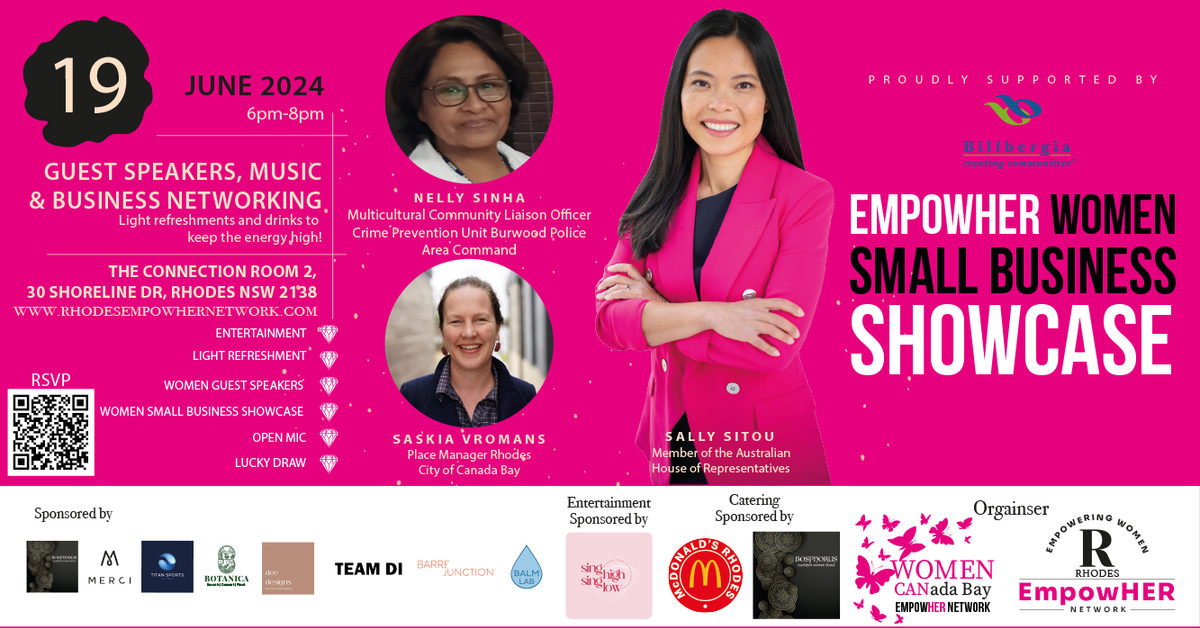 19
JUNE 2024
6pm-8pm
GUEST SPEAKERS, MUSIC
& BUSINESS NETWORKING
Light refreshments and drinks to
keep the energy high!
THE CONNECTION ROOM 2,
30 SHORELINE DR, RHODES NSW 2138
WWW.RHODESEMPOWHERNETWORK.COM
ENTERTAINMENT
LIGHT REFRESHMENT
WOMEN GUEST SPEAKERS
WOMEN SMALL BUSINESS SHOWCASE
OPEN MIC
LUCKY DRAW
RSVP
NELLY SINHA
Multicultural Community Liaison Officer
Crime Prevention Unit Burwood Police
Area Command
SASKIA VROMANS
Place Manager Rhodes
City of Canada Bay
SALLY SITOU
Member of the Australian
House of Representatives
PROUDLY SUPPORTED BY
Billbergia
creating communities
EMPOWHER WOMEN
SMALL BUSINESS
SHOWCASE
Sponsored by
MERCI
TITAN SPORTS
BOTANICA
dee
designs
TEAM DI
BARRE
JUNCTION
BALM
LAB
Entertainment
Sponsored by
sing high
sing low
Catering
Sponsored by
McDONALD'S RHODES
BOSPPHORUS
Orgainser
WOMEN
CANada Bay
EMPOWHER NETWORK
EMPOWERING WOMEN
R
RHODES
EmpowHER
NETWORK